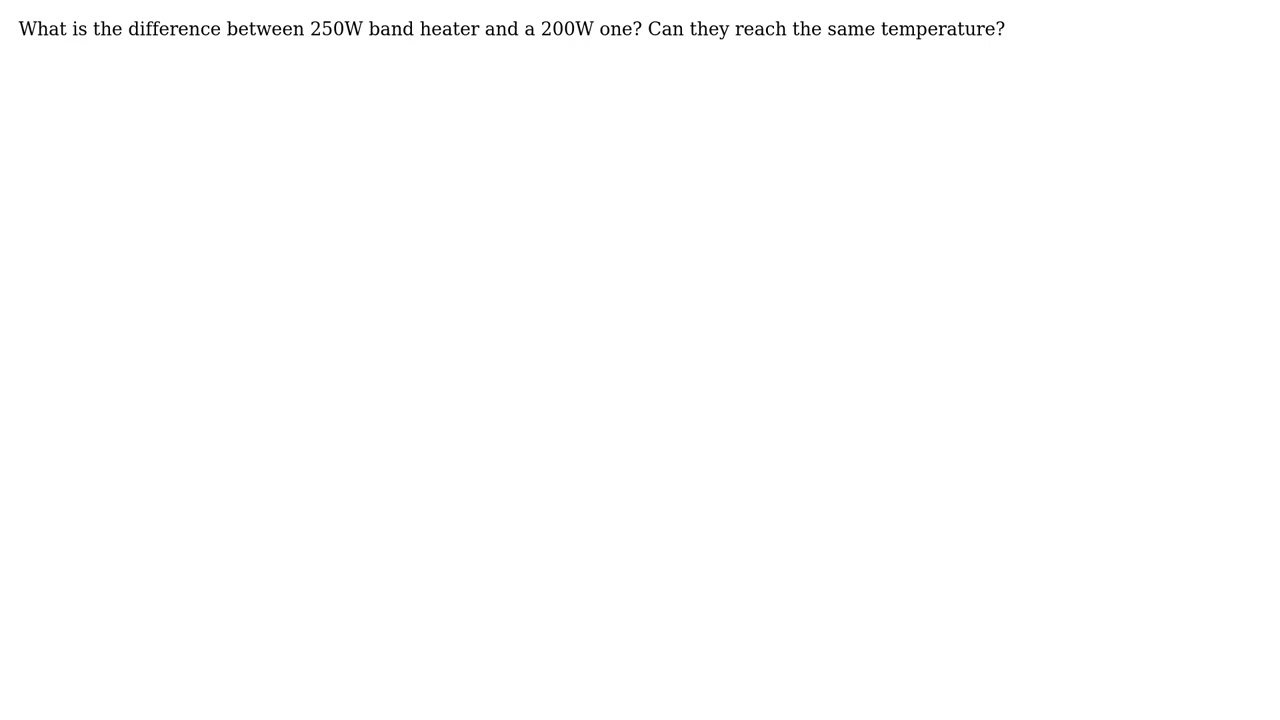 What is the difference between 250W band heater and a 200W one? Can they reach the same temperature?